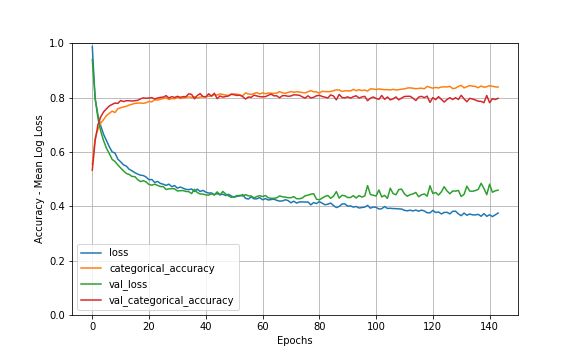 1.0
0.8
0.6
0.4
0.2
0.0
Accuracy - Mean Log Loss
loss
categorical_accuracy
val_loss
val_categorical_accuracy
0
20
40
60
80
100
120
140
Epochs